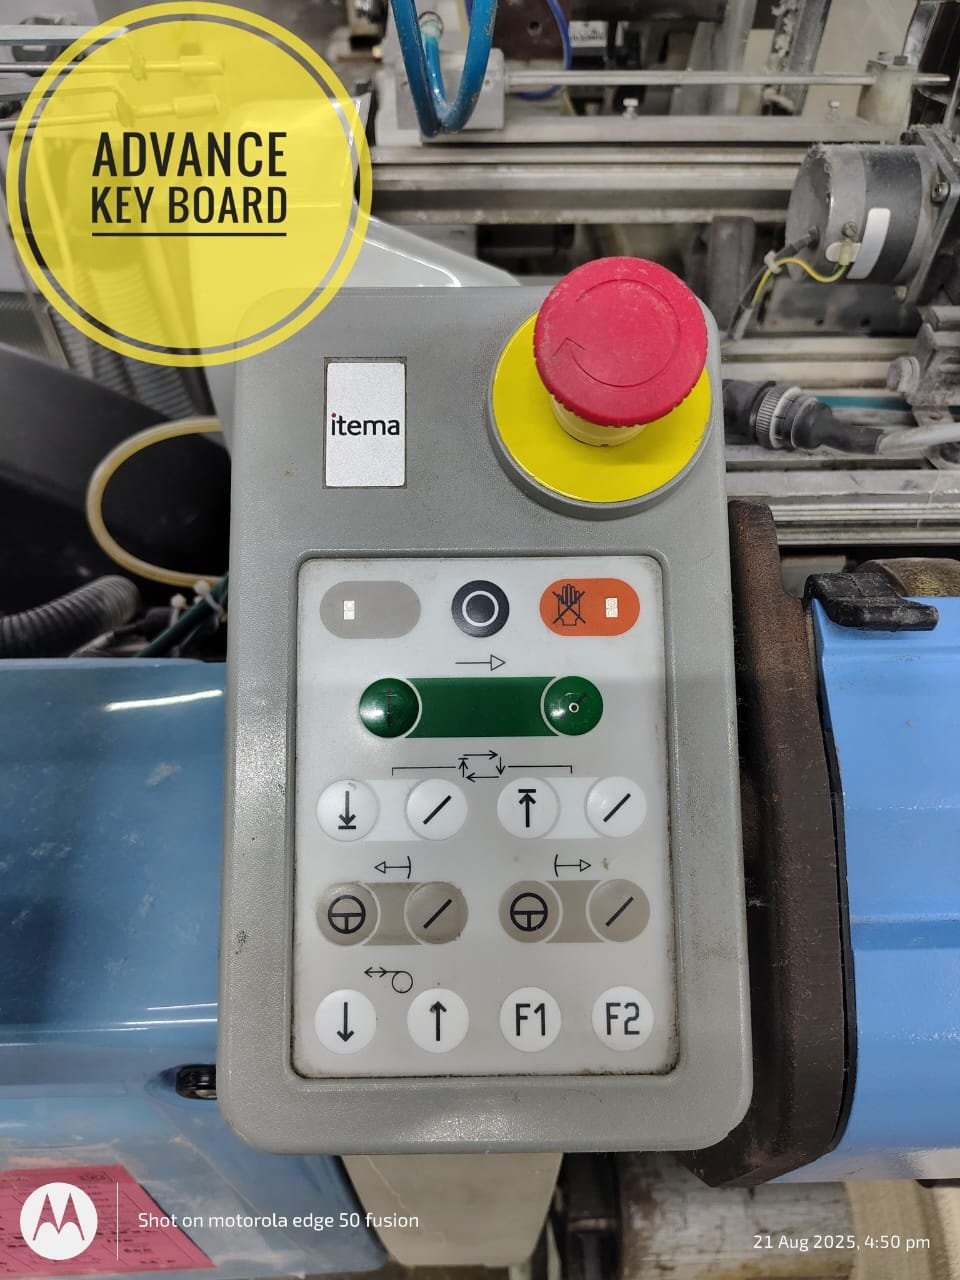 ADVANCE
KEY BOARD
itema
F1 F2
Shot on motorola edge 50 fusion
21 Aug 2025, 4:50 pm